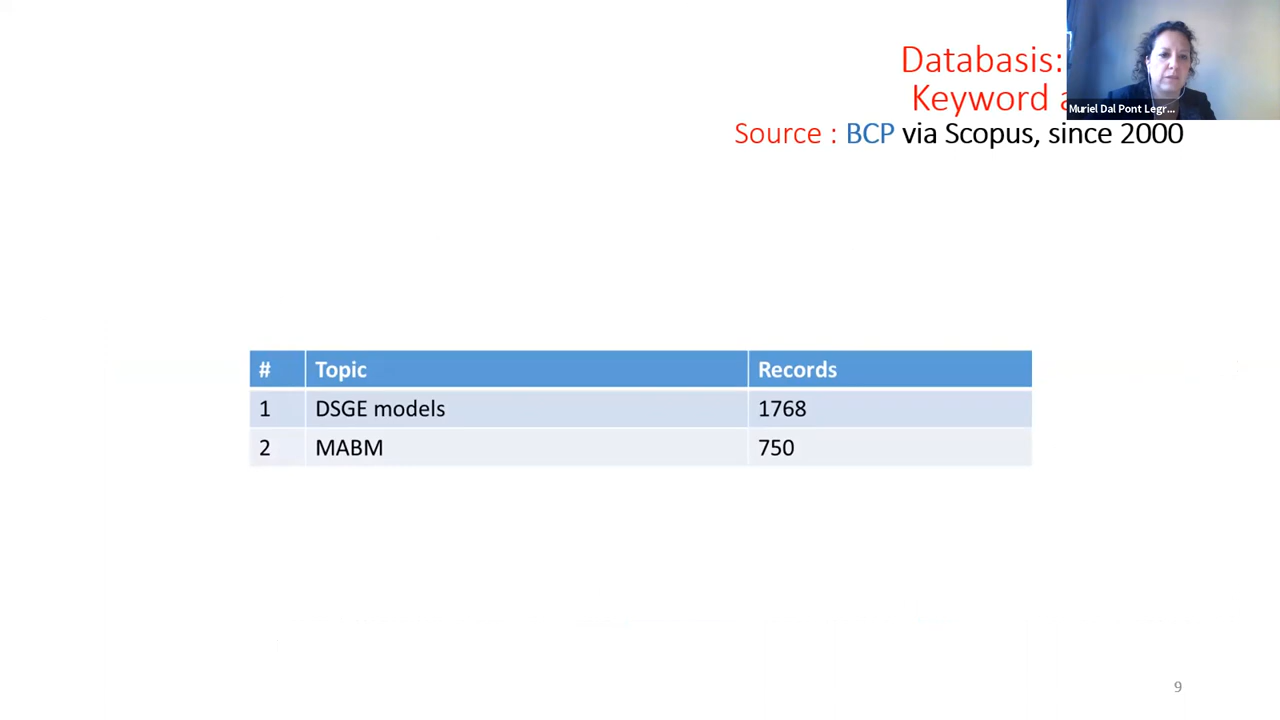 Databasis:
Keyword
Source : BCP via Scopus, since 2000
Muriel Dal Pont Legr...
# Topic Records
1 DSGE models 1768
2 MABM 750
9